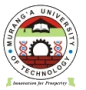 MURANG'A UNIVERSITY
OF TECHNOLOGY
Innovation for Prosperity